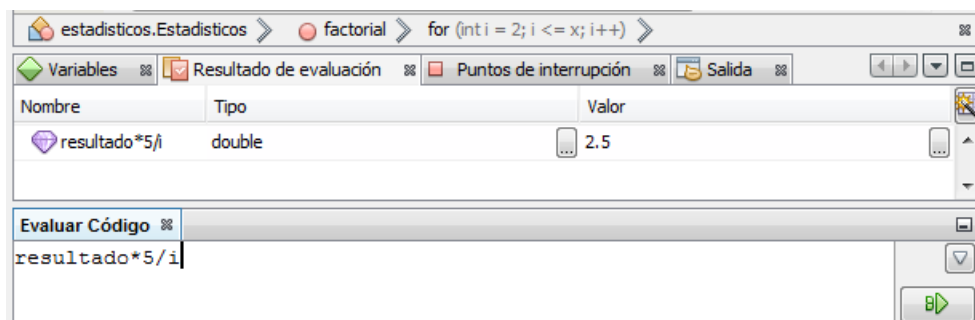 estadisticos.Estadisticos factorial for (int i = 2; i <= x; i++)
Variables Resultado de evaluación Puntos de interrupción Salida
Nombre Tipo Valor
resultado*5/i double ... 2.5 ...
Evaluar Código
resultado*5/i